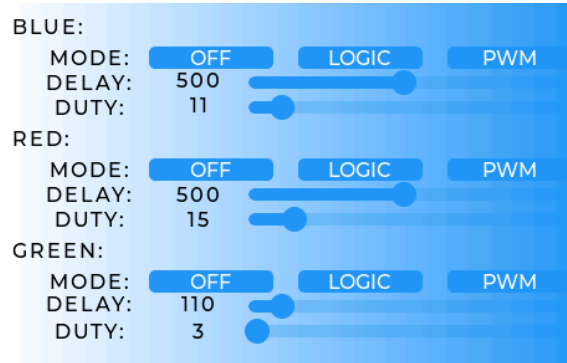 BLUE:
MODE: OFF LOGIC PWM
DELAY: 500
DUTY: 11
RED:
MODE: OFF LOGIC PWM
DELAY: 500
DUTY: 15
GREEN:
MODE: OFF LOGIC PWM
DELAY: 110
DUTY: 3